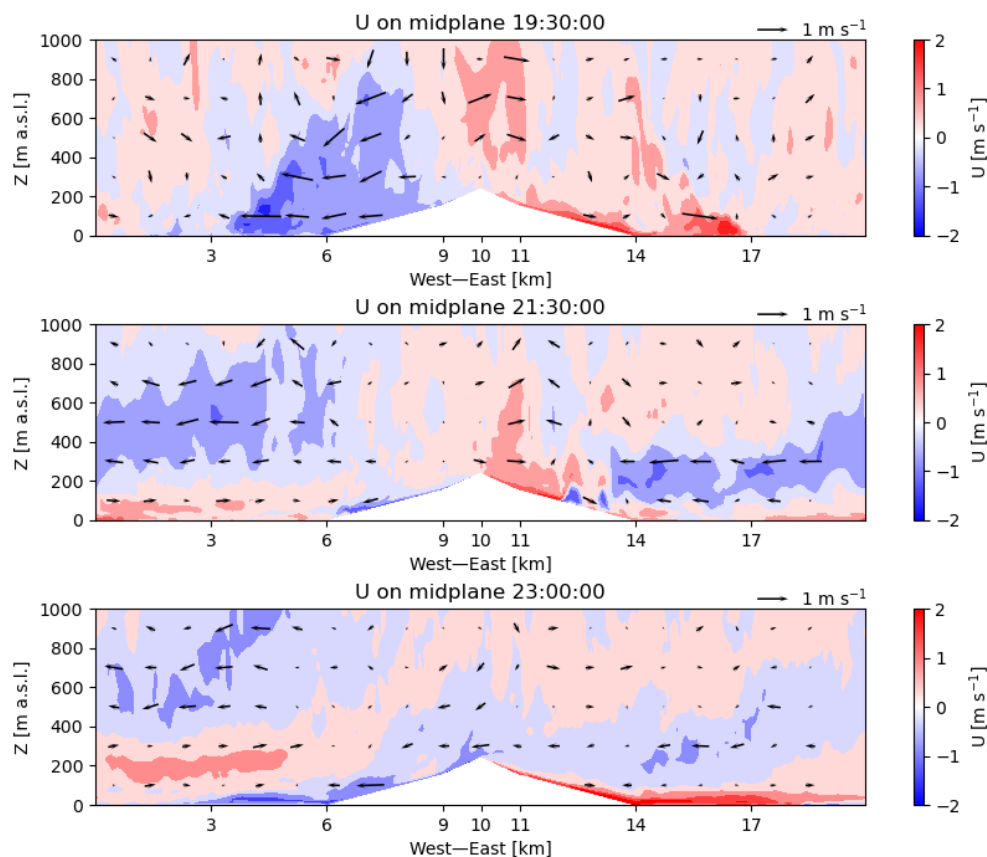 U on midplane 19:30:00
1 m s⁻¹
1000
800
600
400
200
0
Z [m a.s.l.]
3 6 9 10 11 14 17
West—East [km]
2
1
0
−1
−2
U [m s⁻¹]
U on midplane 21:30:00
1 m s⁻¹
1000
800
600
400
200
0
Z [m a.s.l.]
3 6 9 10 11 14 17
West—East [km]
2
1
0
−1
−2
U [m s⁻¹]
U on midplane 23:00:00
1 m s⁻¹
1000
800
600
400
200
0
Z [m a.s.l.]
3 6 9 10 11 14 17
West—East [km]
2
1
0
−1
−2
U [m s⁻¹]